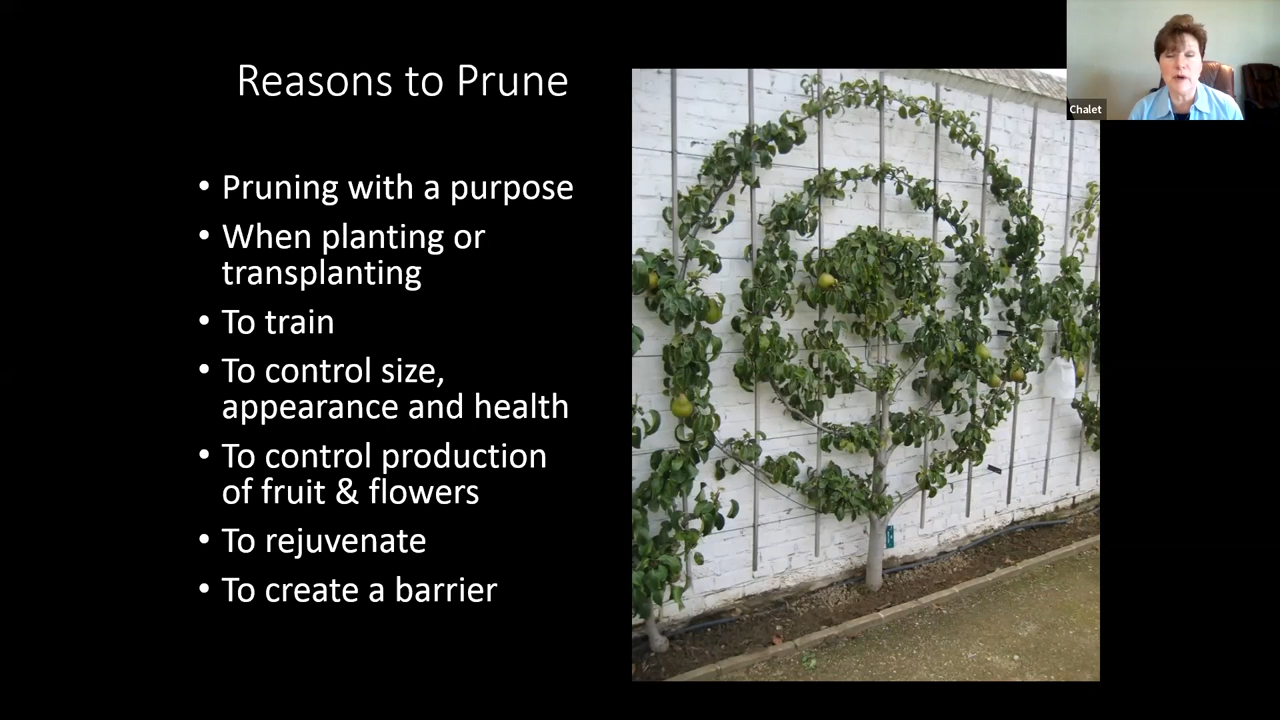 Reasons to Prune
• Pruning with a purpose
• When planting or
transplanting
• To train
• To control size,
appearance and health
• To control production
of fruit & flowers
• To rejuvenate
• To create a barrier
Chalet